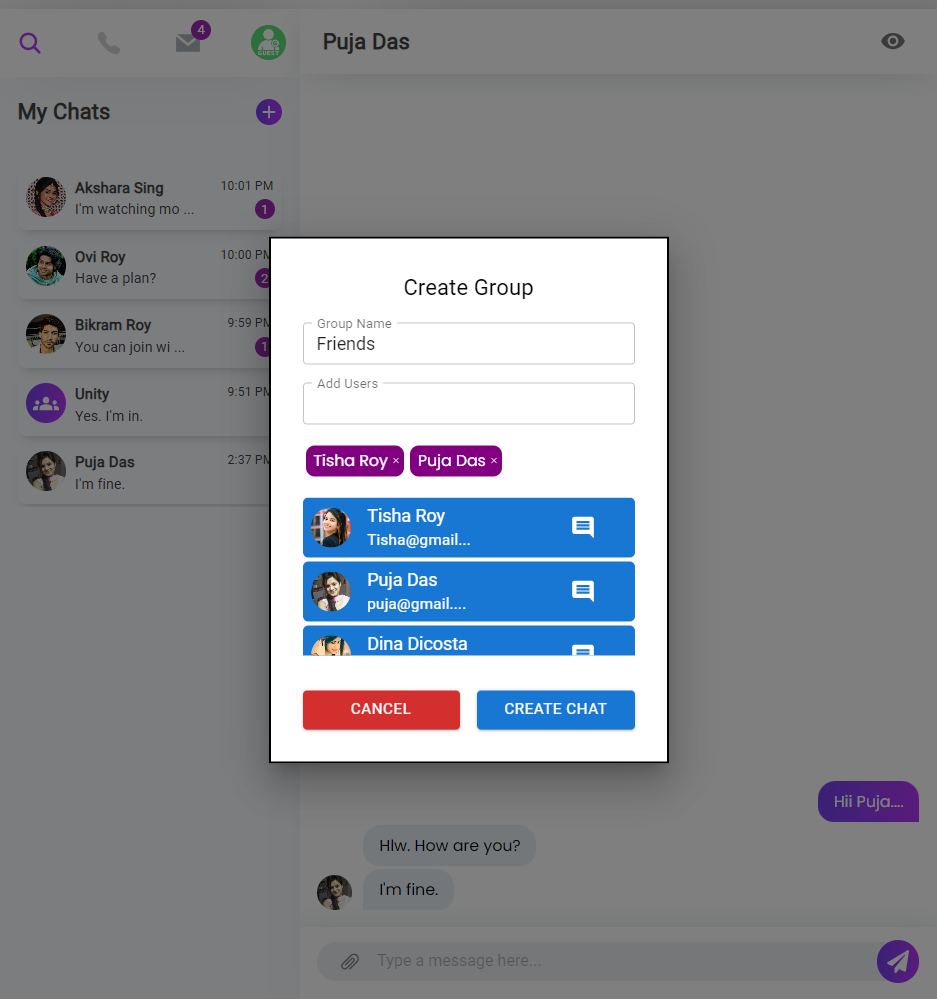 4
GUEST
Puja Das
My Chats
+
Akshara Sing 10:01 PM
I'm watching mo ... 1
Ovi Roy 10:00 PM
Have a plan? 2
Bikram Roy 9:59 PM
You can join wi ... 1
Unity 9:51 PM
Yes. I'm in.
Puja Das 2:37 PM
I'm fine.
Create Group
Group Name
Friends
Add Users
Tisha Roy × Puja Das ×
Tisha Roy
Tisha@gmail...
Puja Das
puja@gmail....
Dina Dicosta
CANCEL CREATE CHAT
Hii Puja....
Hlw. How are you?
I'm fine.
Type a message here...